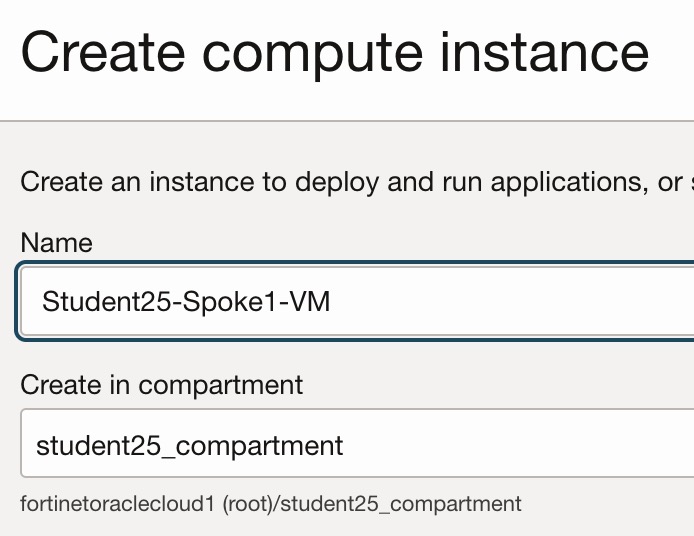 Create compute instance
Create an instance to deploy and run applications, or
Name
Student25-Spoke1-VM
Create in compartment
student25_compartment
fortinetoraclecloud1 (root)/student25_compartment